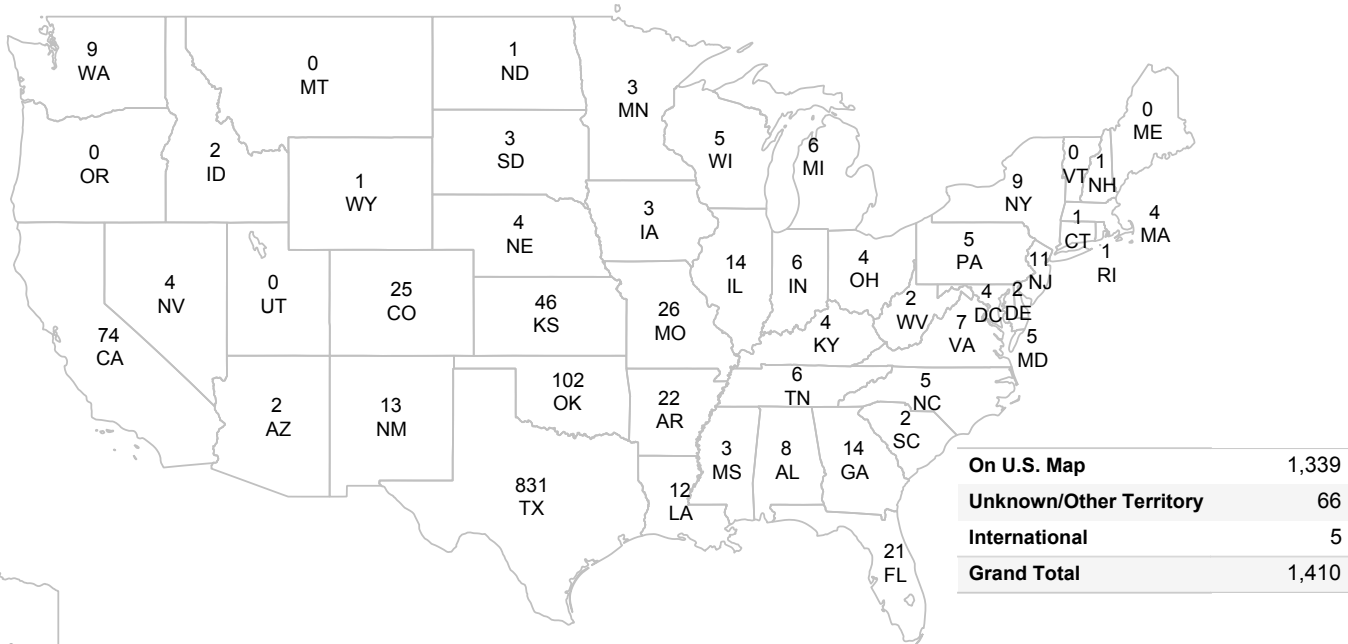 9
WA
0
MT
1
ND
3
MN
5
WI
6
MI
0
ME
0
VT
1
NH
0
OR
2
ID
1
WY
3
SD
9
NY
1
CT
4
MA
1
RI
4
NE
3
IA
14
IL
6
IN
4
OH
5
PA
11
NJ
4
NV
0
UT
25
CO
46
KS
26
MO
4
KY
2
WV
7
VA
4
DC
2
DE
5
MD
74
CA
2
AZ
13
NM
102
OK
22
AR
6
TN
5
NC
2
SC
831
TX
12
LA
3
MS
8
AL
14
GA
21
FL
On U.S. Map 1,339
Unknown/Other Territory 66
International 5
Grand Total 1,410